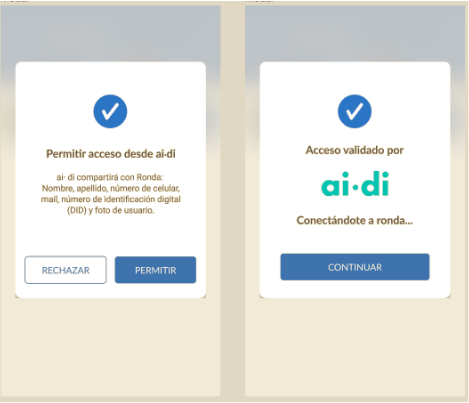 Permitir acceso desde ai·di
ai· di compartirá con Ronda:
Nombre, apellido, número de celular,
mail, número de identificación digital
(DID) y foto de usuario.
RECHAZAR
PERMITIR
Acceso validado por
ai·di
Conectándote a ronda...
CONTINUAR